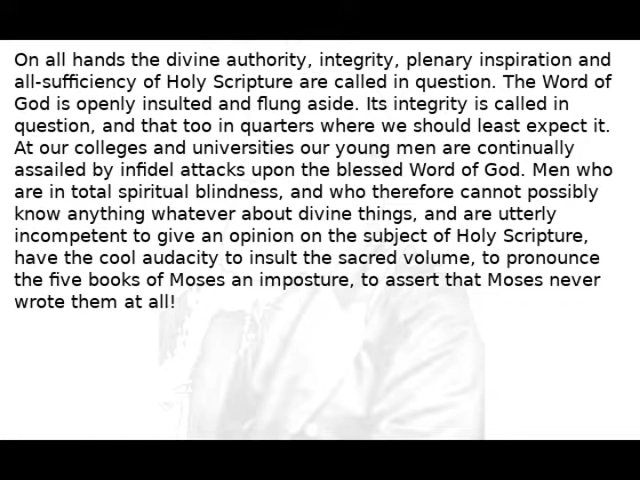 On all hands the divine authority, integrity, plenary inspiration and
all-sufficiency of Holy Scripture are called in question. The Word of
God is openly insulted and flung aside. Its integrity is called in
question, and that too in quarters where we should least expect it.
At our colleges and universities our young men are continually
assailed by infidel attacks upon the blessed Word of God. Men who
are in total spiritual blindness, and who therefore cannot possibly
know anything whatever about divine things, and are utterly
incompetent to give an opinion on the subject of Holy Scripture,
have the cool audacity to insult the sacred volume, to pronounce
the five books of Moses an imposture, to assert that Moses never
wrote them at all!